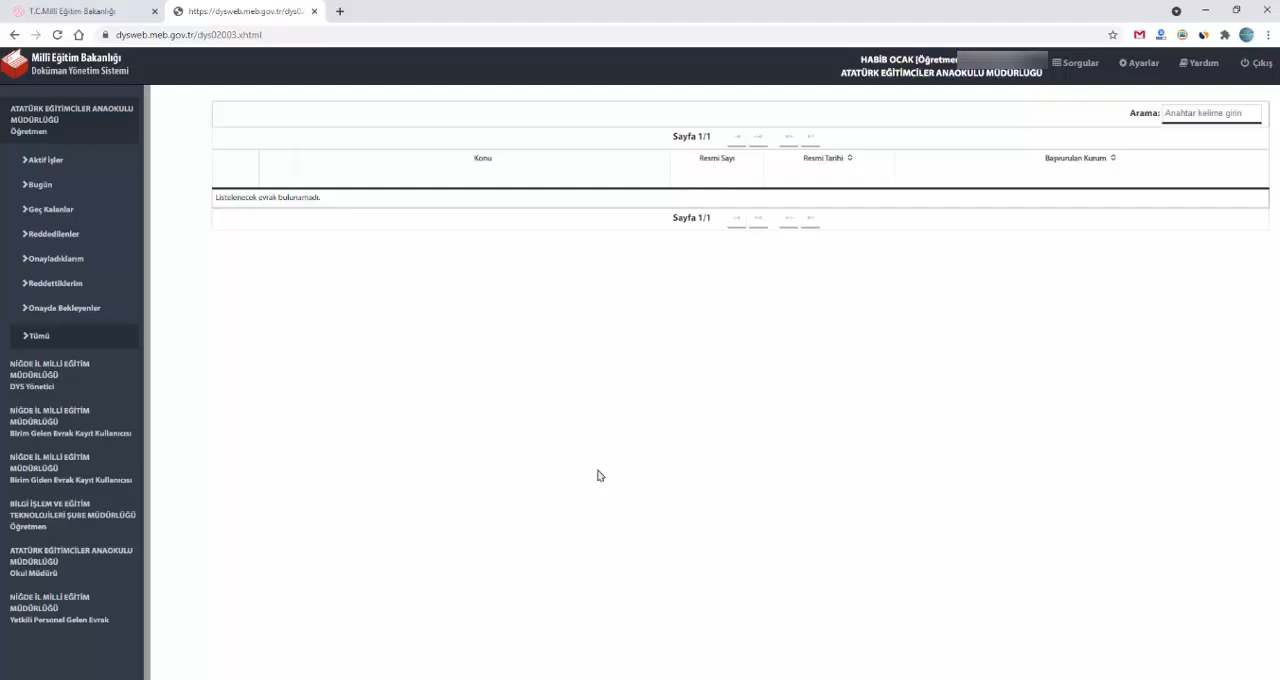 T.C.Millî Eğitim Bakanlığı
https://dysweb.meb.gov.tr/dys02
dysweb.meb.gov.tr/dys02003.xhtml
Millî Eğitim Bakanlığı
Doküman Yönetim Sistemi
HABİB OCAK [Öğretmen
ATATÜRK EĞİTİMCİLER ANAOKULU MÜDÜRLÜĞÜ
Sorgular
Ayarlar
Yardım
Çıkış
ATATÜRK EĞİTİMCİLER ANAOKULU
MÜDÜRLÜĞÜ
Öğretmen
Aktif İşler
Bugün
Geç Kalanlar
Reddedilenler
Onayladıklarım
Reddettiklerim
Onayda Bekleyenler
Tümü
NİĞDE İL MİLLİ EĞİTİM
MÜDÜRLÜĞÜ
DYS Yönetici
NİĞDE İL MİLLİ EĞİTİM
MÜDÜRLÜĞÜ
Birim Gelen Evrak Kayıt Kullanıcısı
NİĞDE İL MİLLİ EĞİTİM
MÜDÜRLÜĞÜ
Birim Giden Evrak Kayıt Kullanıcısı
BİLGİ İŞLEM VE EĞİTİM
TEKNOLOJİLERİ ŞUBE MÜDÜRLÜĞÜ
Öğretmen
ATATÜRK EĞİTİMCİLER ANAOKULU
MÜDÜRLÜĞÜ
Okul Müdürü
NİĞDE İL MİLLİ EĞİTİM
MÜDÜRLÜĞÜ
Yetkili Personel Gelen Evrak
Arama: Anahtar kelime girin
Sayfa 1/1
Konu
Resmi Sayı
Resmi Tarihi
Başvurulan Kurum
Listelenecek evrak bulunamadı.
Sayfa 1/1